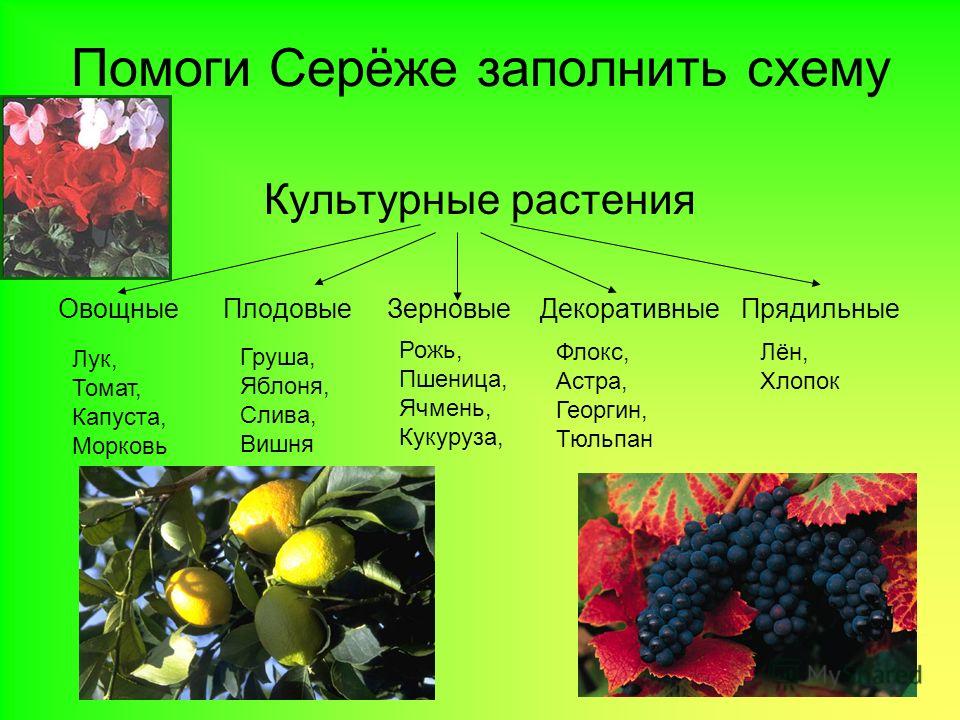 Помоги Серёже заполнить схему
Культурные растения
Овощные Плодовые Зерновые Декоративные Прядильные
Лук,
Томат,
Капуста,
Морковь
Груша,
Яблоня,
Слива,
Вишня
Рожь,
Пшеница,
Ячмень,
Кукуруза,
Флокс,
Астра,
Георгин,
Тюльпан
Лён,
Хлопок
MyShared